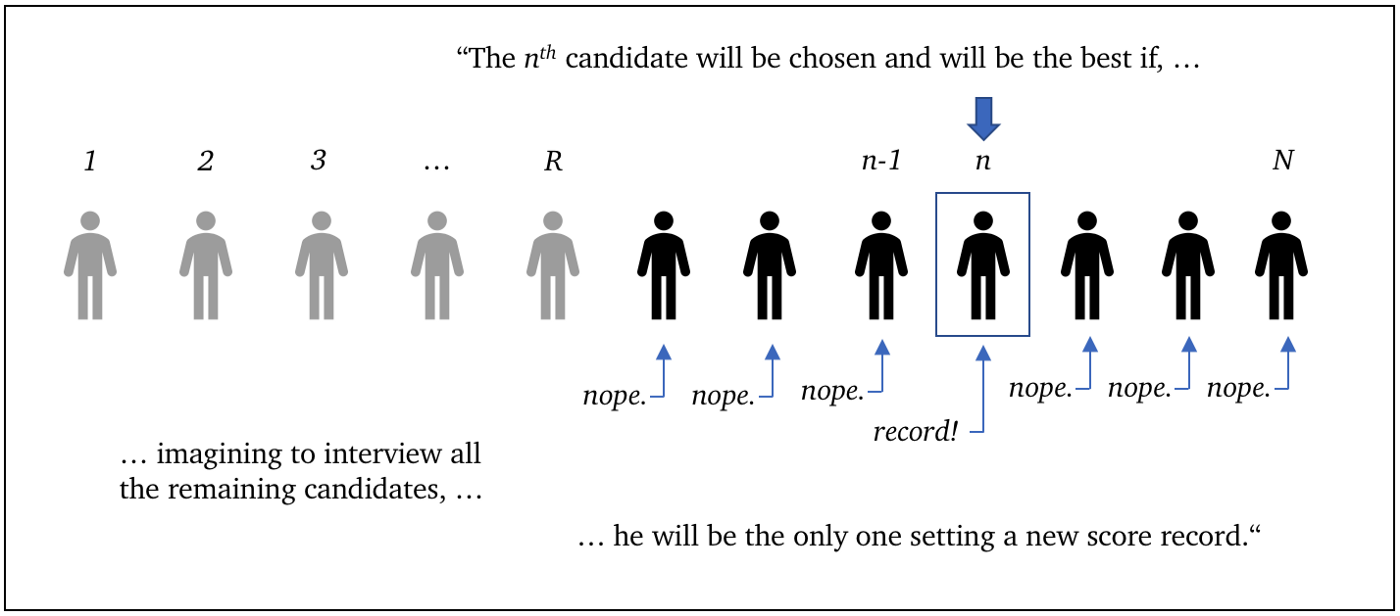 “The nth candidate will be chosen and will be the best if, …
1 2 3 … R n-1 n N
nope. nope. nope. nope. nope. nope.
record!
… imagining to interview all
the remaining candidates, …
… he will be the only one setting a new score record.“